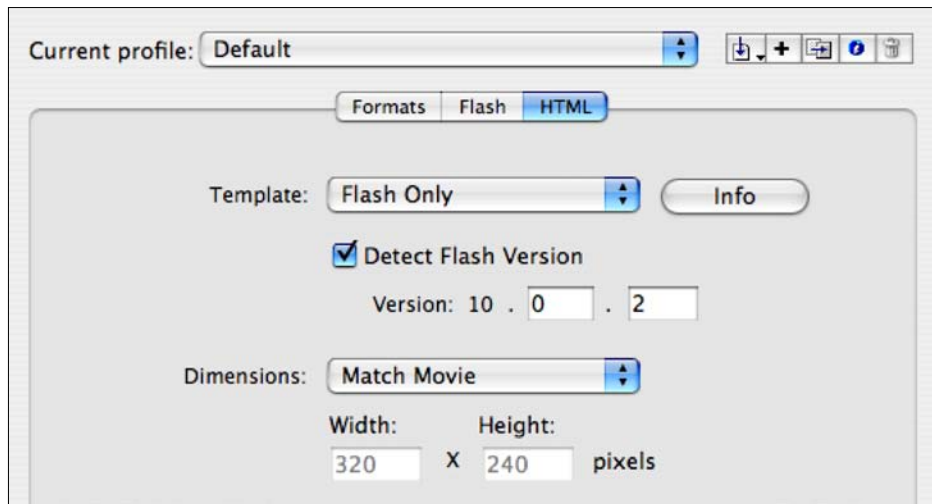 Current profile: Default
Formats Flash HTML
Template: Flash Only Info
Detect Flash Version
Version: 10 . 0 . 2
Dimensions: Match Movie
Width: Height:
320 X 240 pixels